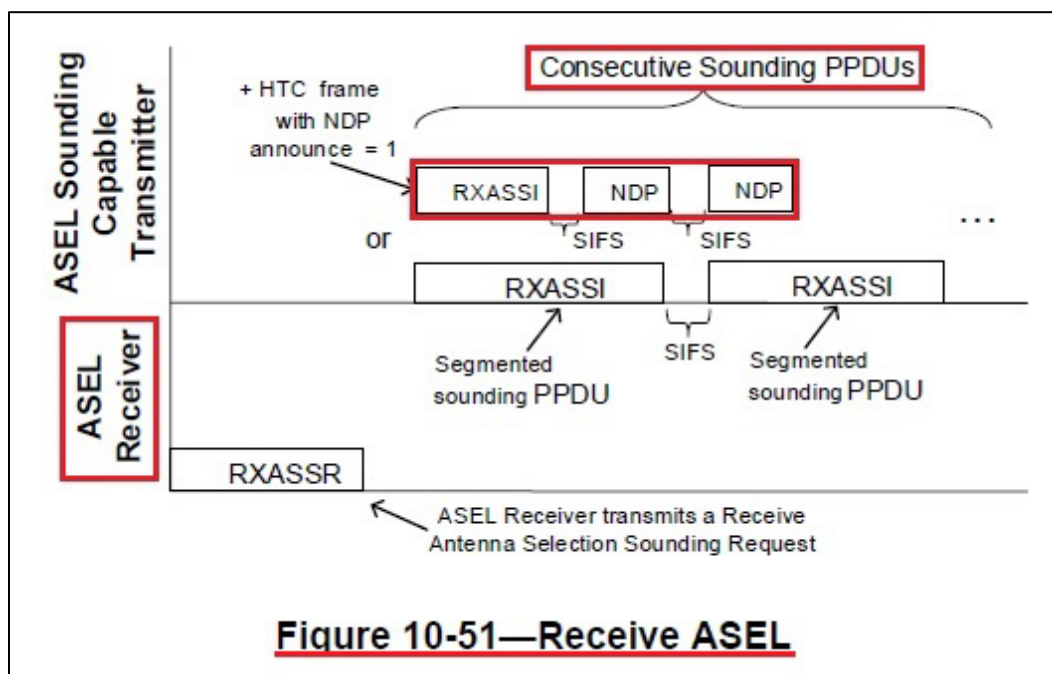 ASEL Sounding
Capable
Transmitter
Consecutive Sounding PPDUs
+ HTC frame
with NDP
announce = 1
RXASSI
NDP
NDP
SIFS
SIFS
...
or
RXASSI
RXASSI
SIFS
Segmented
sounding PPDU
Segmented
sounding PPDU
ASEL
Receiver
RXASSR
ASEL Receiver transmits a Receive
Antenna Selection Sounding Request
Figure 10-51—Receive ASEL